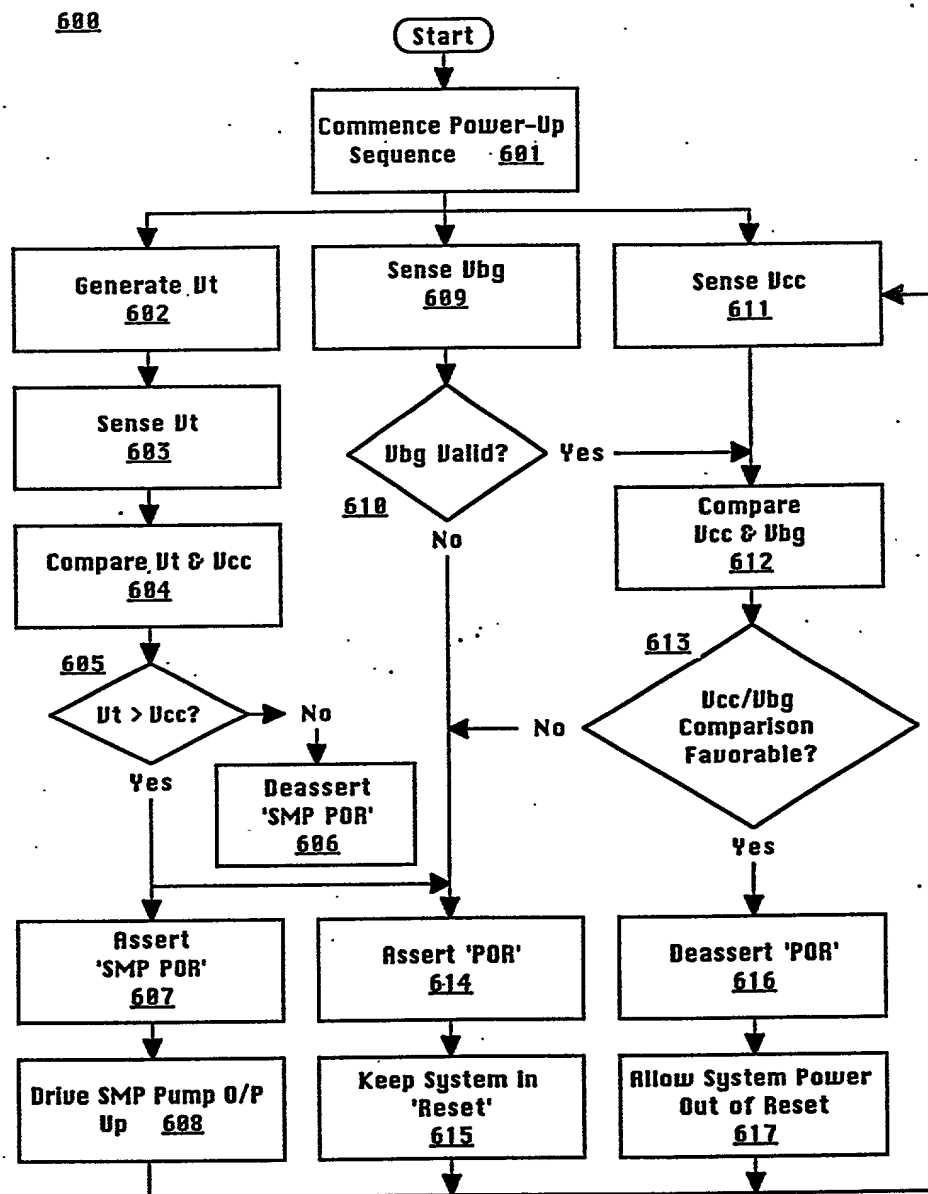 600
Start
Commence Power-Up
Sequence 601
Generate Vt
602
Sense Vbg
609
Sense Vcc
611
Sense Vt
603
Vbg Valid?
Yes
610
No
Compare Vt & Vcc
604
Compare
Vcc & Vbg
612
605
Vt > Vcc?
No
Yes
Deassert
'SMP POR'
606
613
Vcc/Vbg
Comparison
Favorable?
No
Yes
Assert
'SMP POR'
607
Assert 'POR'
614
Deassert 'POR'
616
Drive SMP Pump O/P
Up 608
Keep System In
'Reset'
615
Allow System Power
Out of Reset
617